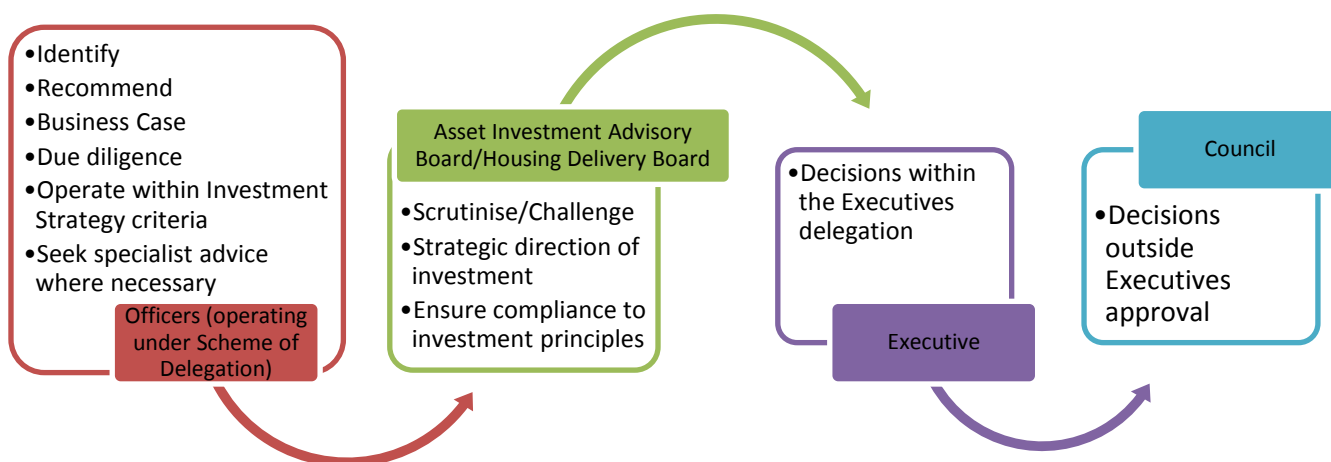 •Identify
•Recommend
•Business Case
•Due diligence
•Operate within Investment
Strategy criteria
•Seek specialist advice
where necessary
Officers (operating
under Scheme of
Delegation)
Asset Investment Advisory
Board/Housing Delivery Board
•Scrutinise/Challenge
•Strategic direction of
investment
•Ensure compliance to
investment principles
•Decisions within
the Executives
delegation
Executive
Council
•Decisions
outside
Executives
approval